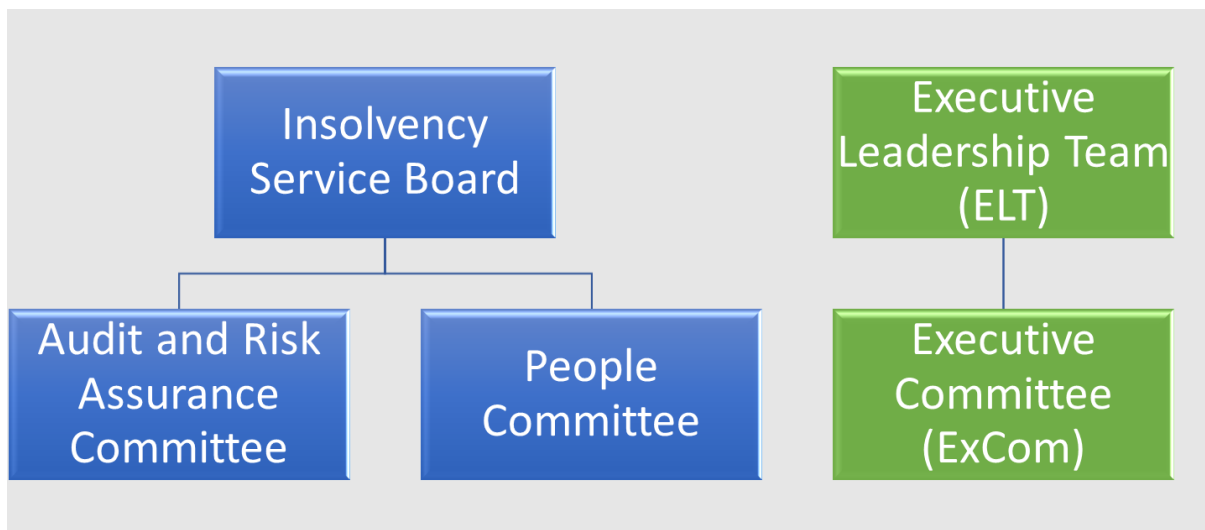 Insolvency
Service Board
Executive
Leadership Team
(ELT)
Audit and Risk
Assurance
Committee
People
Committee
Executive
Committee
(ExCom)